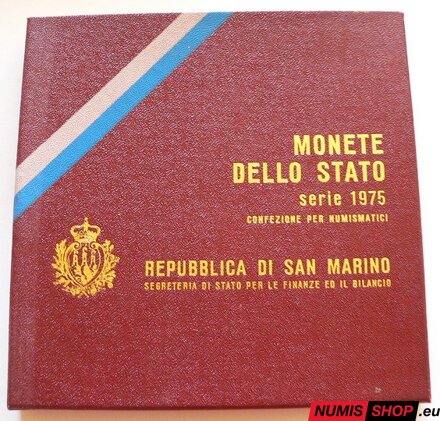 MONETE
DELLO STATO
serie 1975
CONFEZIONE PER NUMISMATICI
REPUBBLICA DI SAN MARINO
SEGRETERIA DI STATO PER LE FINANZE ED IL BILANCIO
NUMIS SHOP.eu